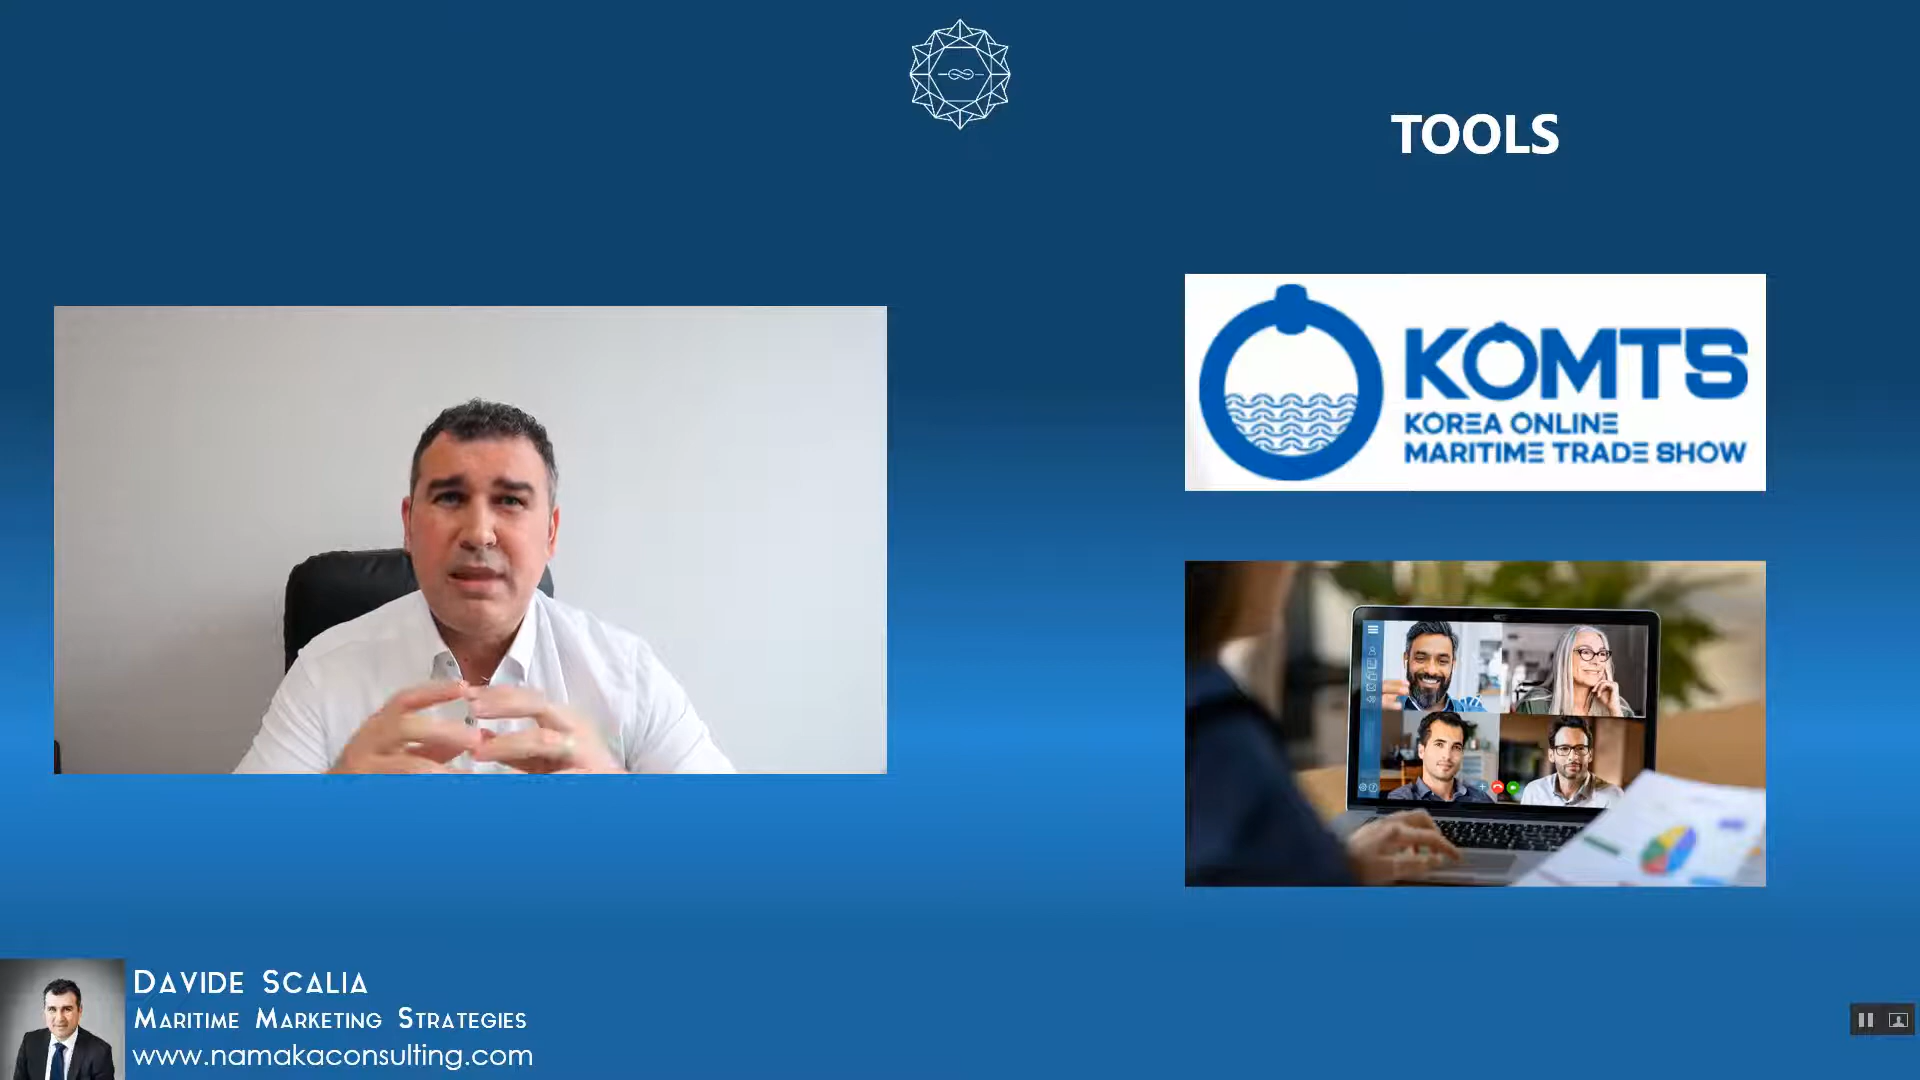 TOOLS
KOMTS
KOREA ONLINE
MARITIME TRADE SHOW
DAVIDE SCALIA
MARITIME MARKETING STRATEGIES
www.namakaconsulting.com